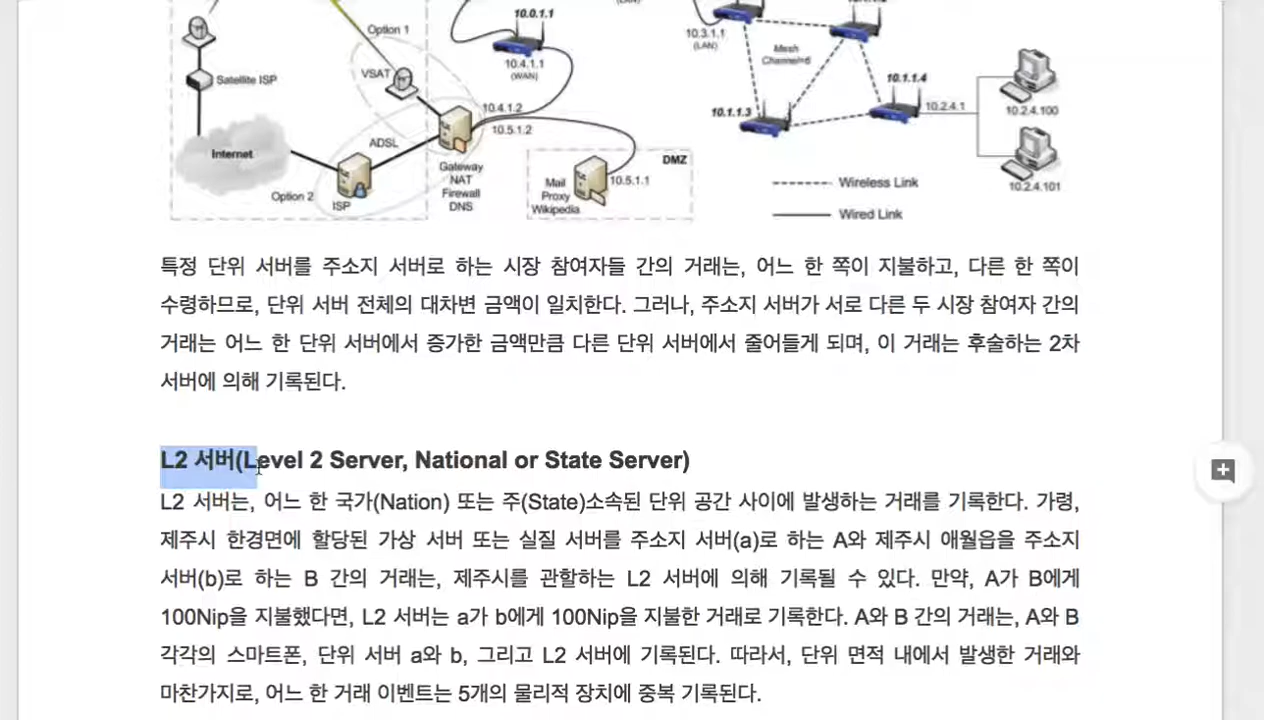 10.0.1.1
Option 1
10.3.1.1
(LAN)
Mesh
Channel=6
10.4.1.1
(WAN)
VSAT
Satellite ISP
10.1.1.4
10.4.1.2
10.2.4.1
10.2.4.100
10.1.1.3
10.5.1.2
ADSL
Internet
DMZ
Gateway
NAT
Firewall
DNS
Mail
Proxy
Wikipedia
10.5.1.1
Wireless Link
10.2.4.101
Option 2
ISP
Wired Link
특정 단위 서버를 주소지 서버로 하는 시장 참여자들 간의 거래는, 어느 한 쪽이 지불하고, 다른 한 쪽이
수령하므로, 단위 서버 전체의 대차변 금액이 일치한다. 그러나, 주소지 서버가 서로 다른 두 시장 참여자 간의
거래는 어느 한 단위 서버에서 증가한 금액만큼 다른 단위 서버에서 줄어들게 되며, 이 거래는 후술하는 2차
서버에 의해 기록된다.
L2 서버(Level 2 Server, National or State Server)
L2 서버는, 어느 한 국가(Nation) 또는 주(State)소속된 단위 공간 사이에 발생하는 거래를 기록한다. 가령,
제주시 한경면에 할당된 가상 서버 또는 실질 서버를 주소지 서버(a)로 하는 A와 제주시 애월읍을 주소지
서버(b)로 하는 B 간의 거래는, 제주시를 관할하는 L2 서버에 의해 기록될 수 있다. 만약, A가 B에게
100Nip을 지불했다면, L2 서버는 a가 b에게 100Nip을 지불한 거래로 기록한다. A와 B 간의 거래는, A와 B
각각의 스마트폰, 단위 서버 a와 b, 그리고 L2 서버에 기록된다. 따라서, 단위 면적 내에서 발생한 거래와
마찬가지로, 어느 한 거래 이벤트는 5개의 물리적 장치에 중복 기록된다.